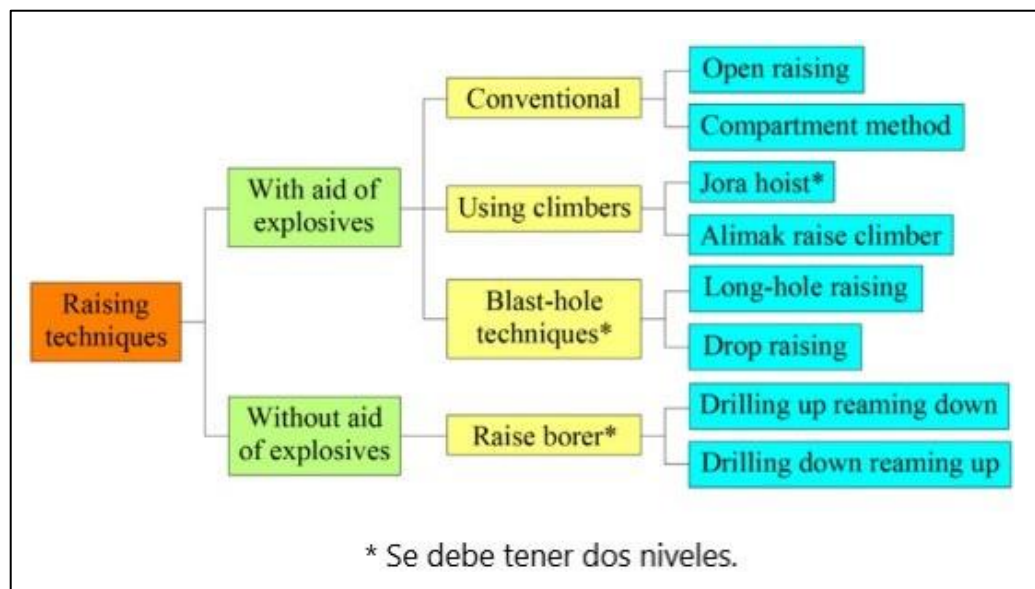 Raising
techniques
With aid of
explosives
Without aid
of explosives
Conventional
Using climbers
Blast-hole
techniques*
Raise borer*
Open raising
Compartment method
Jora hoist*
Alimak raise climber
Long-hole raising
Drop raising
Drilling up reaming down
Drilling down reaming up
* Se debe tener dos niveles.